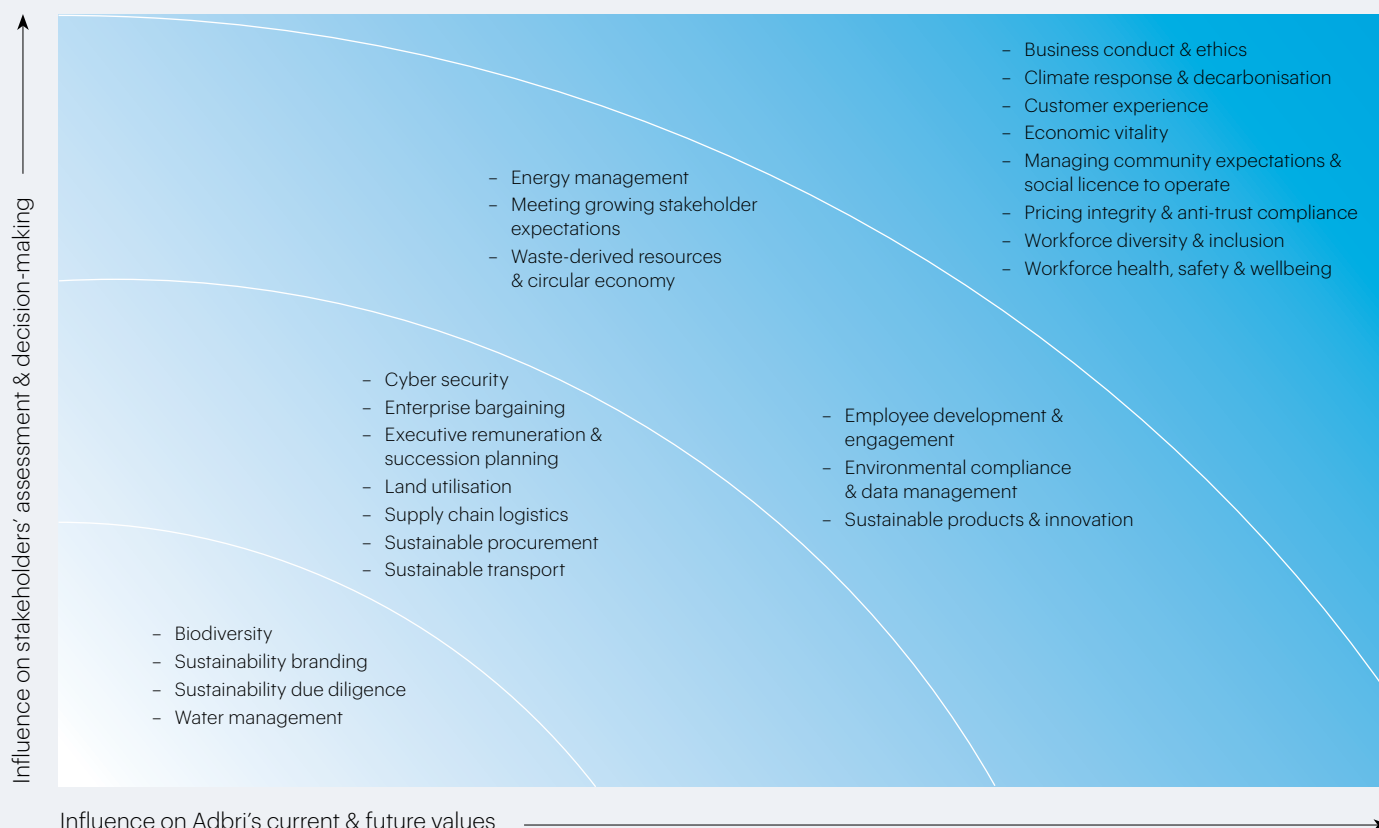 Influence on stakeholders' assessment & decision-making
– Business conduct & ethics
– Climate response & decarbonisation
– Customer experience
– Economic vitality
– Managing community expectations &
social licence to operate
– Pricing integrity & anti-trust compliance
– Workforce diversity & inclusion
– Workforce health, safety & wellbeing
– Energy management
– Meeting growing stakeholder
expectations
– Waste-derived resources
& circular economy
– Cyber security
– Enterprise bargaining
– Executive remuneration &
succession planning
– Land utilisation
– Supply chain logistics
– Sustainable procurement
– Sustainable transport
– Employee development &
engagement
– Environmental compliance
& data management
– Sustainable products & innovation
– Biodiversity
– Sustainability branding
– Sustainability due diligence
– Water management
Influence on Adbri's current & future values